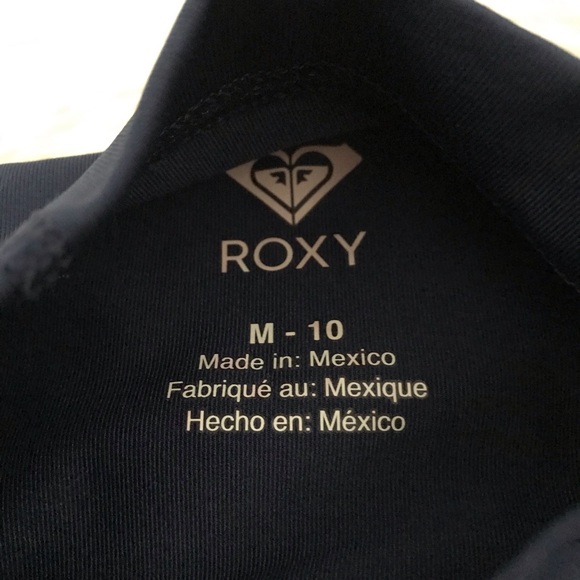 ROXY
M - 10
Made in: Mexico
Fabriqué au: Mexique
Hecho en: México